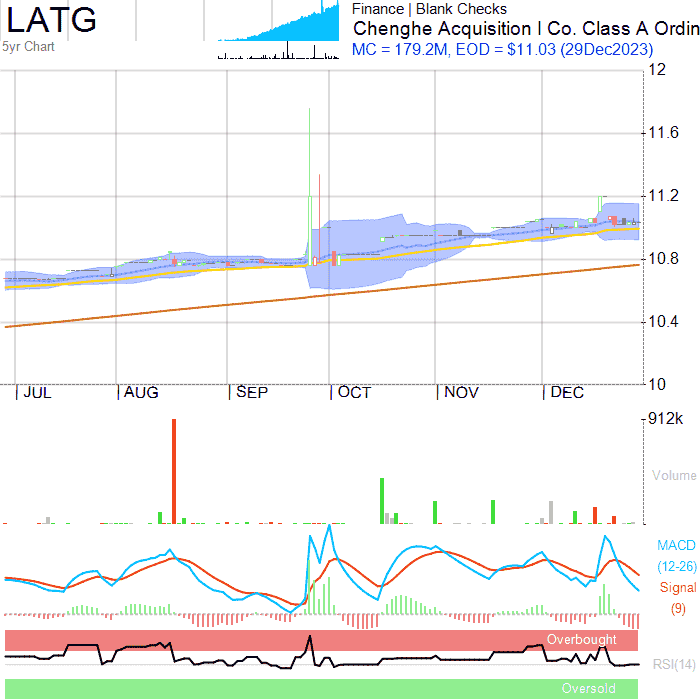 LATG
5yr Chart
Finance | Blank Checks
Chenghe Acquisition I Co. Class A Ordin
MC = 179.2M, EOD = $11.03 (29Dec2023)
12
11.6
11.2
10.8
10.4
10
JUL AUG SEP OCT NOV DEC
912k
Volume
MACD
(12-26)
Signal
(9)
Overbought
RSI(14)
Oversold